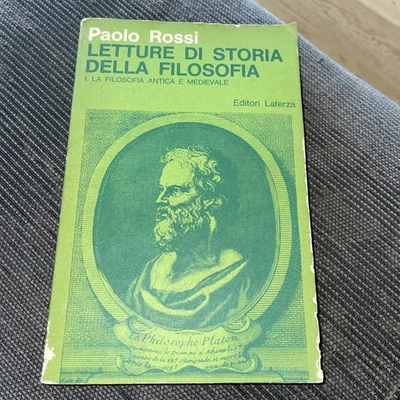 Paolo Rossi
LETTURE DI STORIA
DELLA FILOSOFIA
I: LA FILOSOFIA ANTICA E MEDIEVALE
Editori Laterza
Le Philosophe Platon